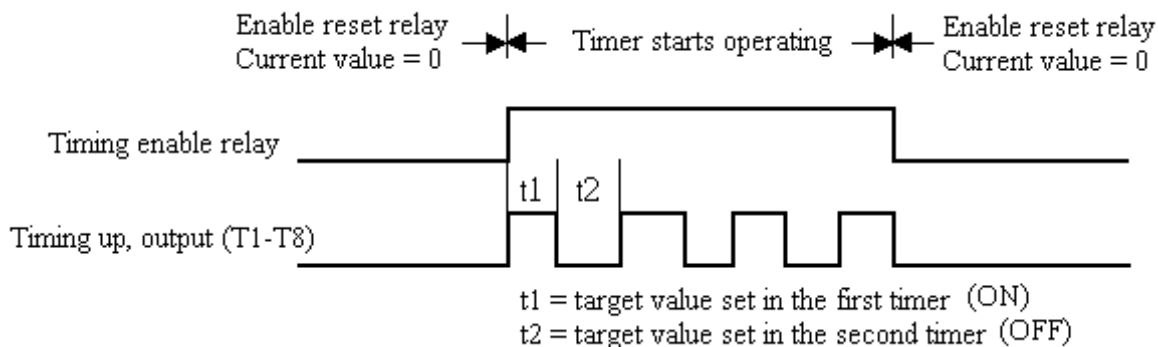 Enable reset relay
Current value = 0
Timer starts operating
Enable reset relay
Current value = 0
Timing enable relay
t1
t2
Timing up, output (T1-T8)
t1 = target value set in the first timer (ON)
t2 = target value set in the second timer (OFF)